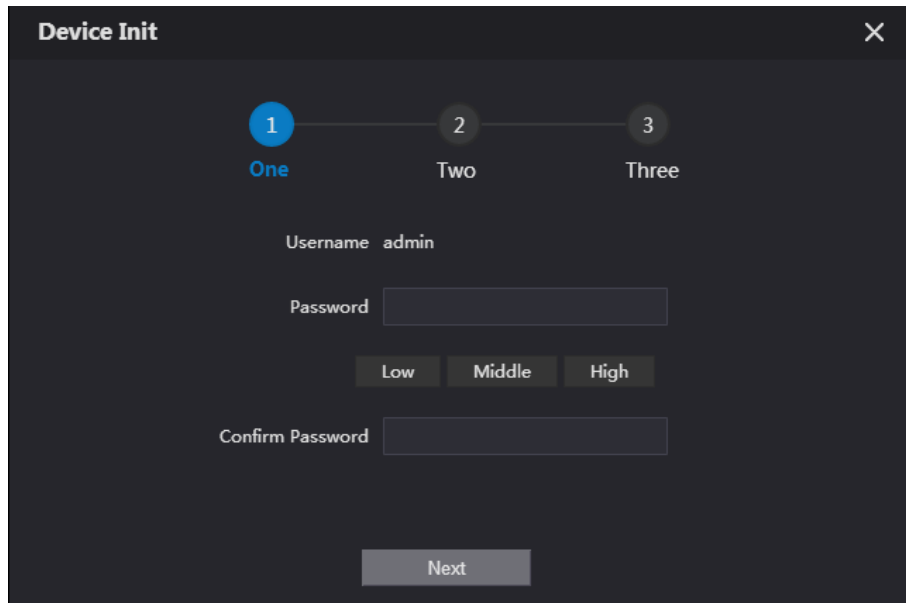 Device Init
1 2 3
One Two Three
Username admin
Password
Low Middle High
Confirm Password
Next